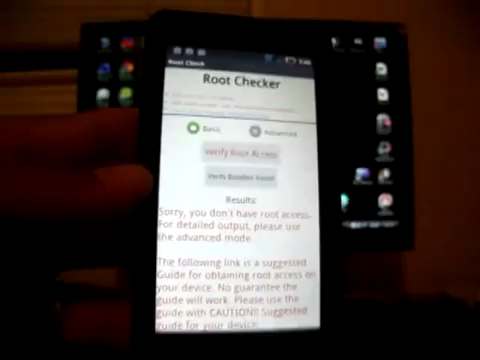 Root Check
Root Checker
Basic
Advanced
Verify Root Access
Verify BusyBox Install
Results:
Sorry, you don't have root access.
For detailed output, please use
the advanced mode.
The following link is a suggested
Guide for obtaining root access on
your device. No guarantee the
guide will work. Please use the
guide with CAUTION!! Suggested
guide for your device: